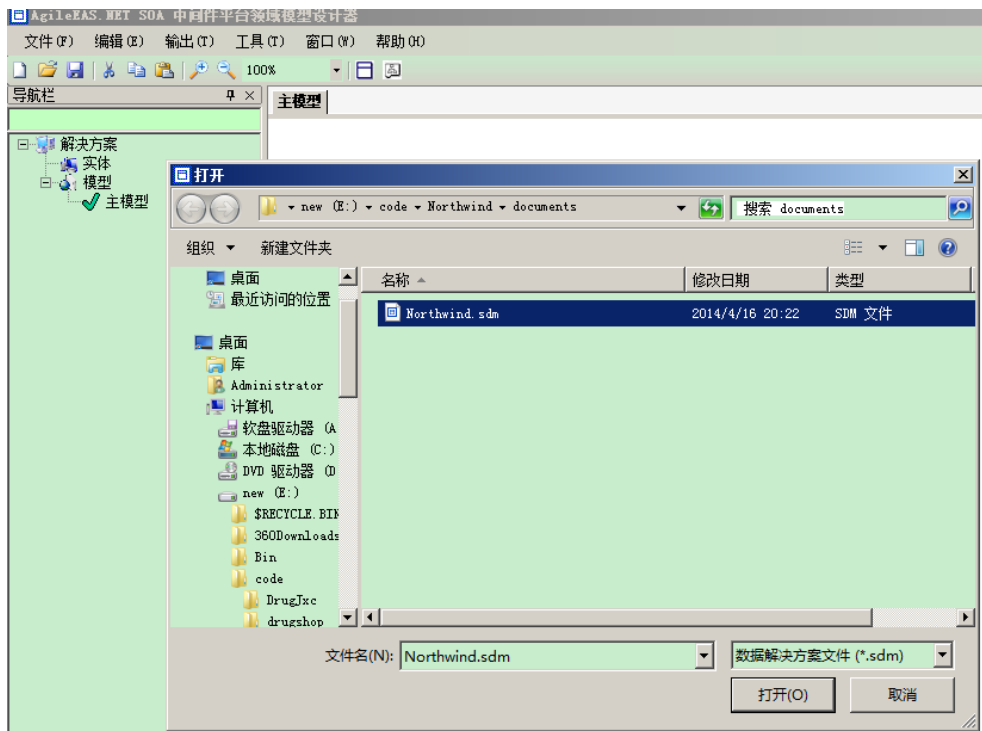 AgileEAS.NET SOA 中间件平台领域模型设计器
文件(F) 编辑(E) 输出(T) 工具(T) 窗口(W) 帮助(H)
100%
导航栏
主模型
解决方案
实体
模型
主模型
打开
new (E:) code Northwind documents
搜索 documents
组织 新建文件夹
名称 修改日期 类型
Northwind.sdm 2014/4/16 20:22 SDM 文件
桌面
最近访问的位置
桌面
库
Administrator
计算机
软盘驱动器 (A
本地磁盘 (C:)
DVD 驱动器 (D
new (E:)
$RECYCLE.BIN
360Downloads
Bin
code
DrugJxc
drugshop
文件名(N): Northwind.sdm 数据解决方案文件 (*.sdm)
打开(O) 取消